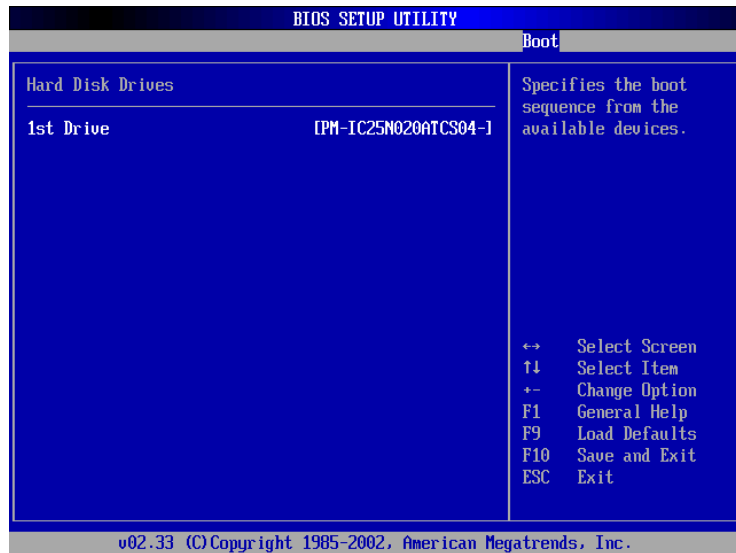 BIOS SETUP UTILITY
Boot
Hard Disk Drives
1st Drive [PM-IC25N020ATCS04-]
Specifies the boot
sequence from the
available devices.
←→ Select Screen
↑↓ Select Item
+- Change Option
F1 General Help
F9 Load Defaults
F10 Save and Exit
ESC Exit
v02.33 (C)Copyright 1985-2002, American Megatrends, Inc.